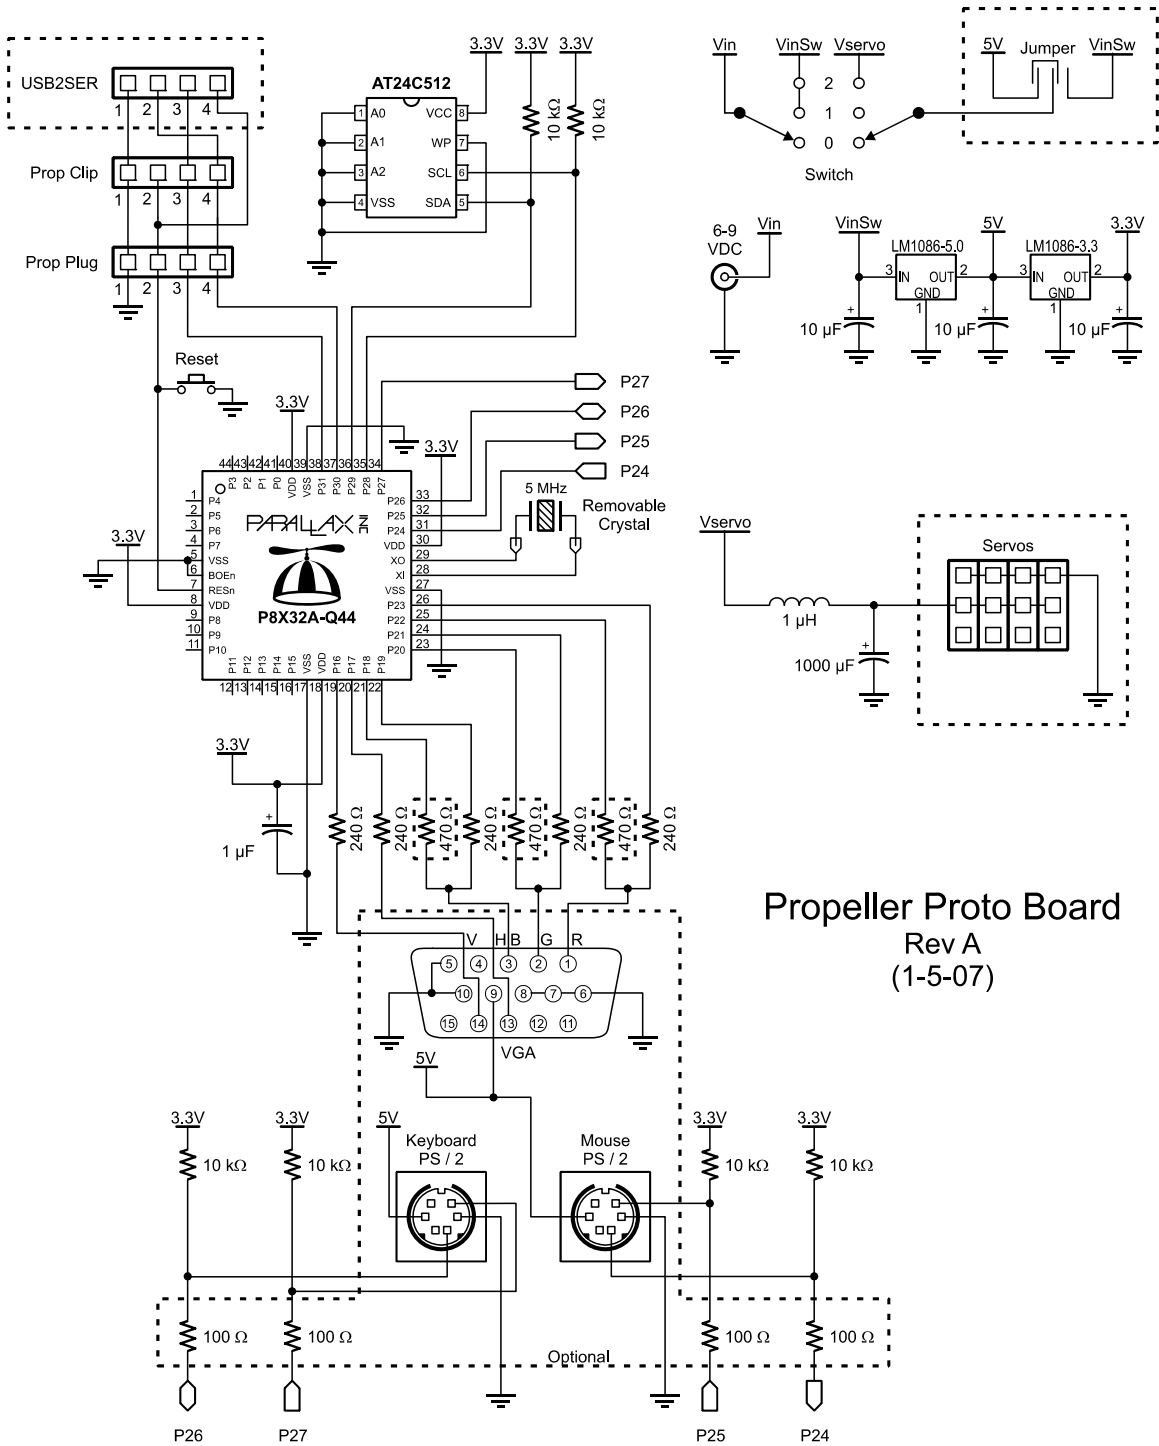 USB2SER
1 2 3 4
Prop Clip
1 2 3 4
Prop Plug
1 2 3 4
Reset
3.3V 3.3V 3.3V
AT24C512
1 A0 VCC 8
2 A1 WP 7
3 A2 SCL 6
4 VSS SDA 5
10 kΩ 10 kΩ
Vin VinSw Vservo
2
1
0
Switch
5V Jumper VinSw
6-9
VDC
Vin
VinSw 5V 3.3V
LM1086-5.0 LM1086-3.3
3 IN OUT 2 3 IN OUT 2
GND GND
1 1
10 µF 10 µF 10 µF
+ + +
P27
P26
P25
P24
3.3V
3.3V
5 MHz
Removable
Crystal
3.3V
44 43 42 41 40 39 38 37 36 35 34
P3 P2 P1 P0 VDD VSS P31 P30 P29 P28 P27
1 P4 P26 33
2 P5 P25 32
3 P6 P24 31
4 P7 VDD 30
5 VSS XO 29
6 BOEn XI 28
7 RESn VSS 27
8 VDD P23 26
9 P8 P22 25
10 P9 P21 24
11 P10 P20 23
PARALLAX INC
P8X32A-Q44
P11 P12 P13 P14 P15 VSS VDD P16 P17 P18 P19
12 13 14 15 16 17 18 19 20 21 22
Vservo
1 µH
+
1000 µF
Servos
3.3V
+
1 µF
240 Ω 240 Ω 470 Ω 240 Ω 470 Ω 240 Ω 470 Ω 240 Ω
Propeller Proto Board
Rev A
(1-5-07)
V H B G R
5 4 3 2 1
10 9 8 7 6
15 14 13 12 11
VGA
5V
3.3V 3.3V 5V 3.3V 3.3V
Keyboard
PS / 2
Mouse
PS / 2
10 kΩ 10 kΩ 10 kΩ 10 kΩ
100 Ω 100 Ω 100 Ω 100 Ω
Optional
P26 P27 P25 P24